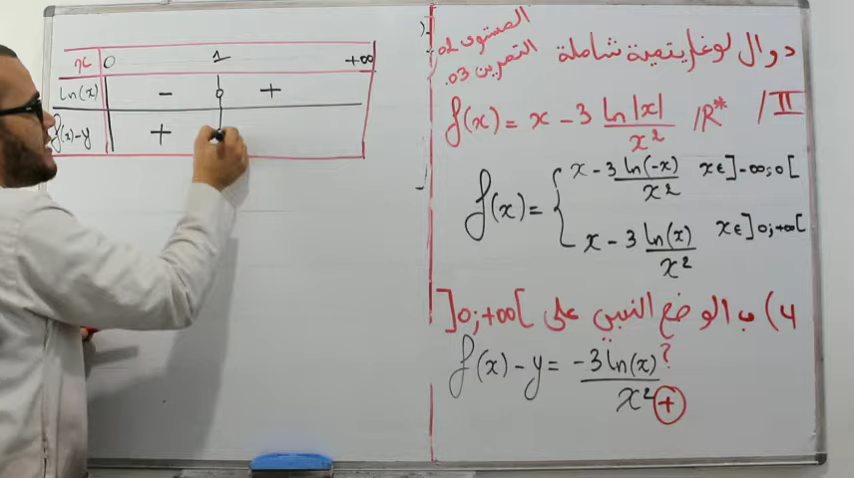 x 0 1 +∞
ln(x) - 0 +
f(x)-y +
المستوى 02.
التمرين 03.
دوال لوغاريتمية شاملة
II / f(x) = x - 3 ln|x| / x² /R*
f(x) = { x - 3 ln(-x) / x² x ∈ ]-∞;0[
x - 3 ln(x) / x² x ∈ ]0;+∞[
4) ب الوضع النسبي على ]0;+∞[
f(x) - y = -3 ln(x) / x² ? +